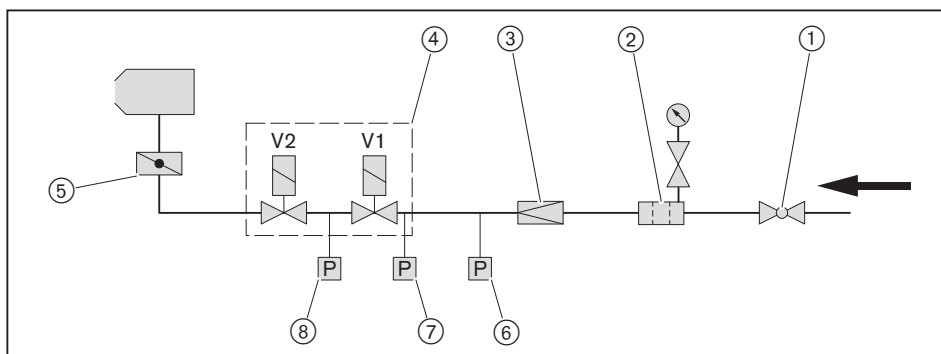 ④ ③ ② ①
V2 V1
⑤
P P P
⑧ ⑦ ⑥